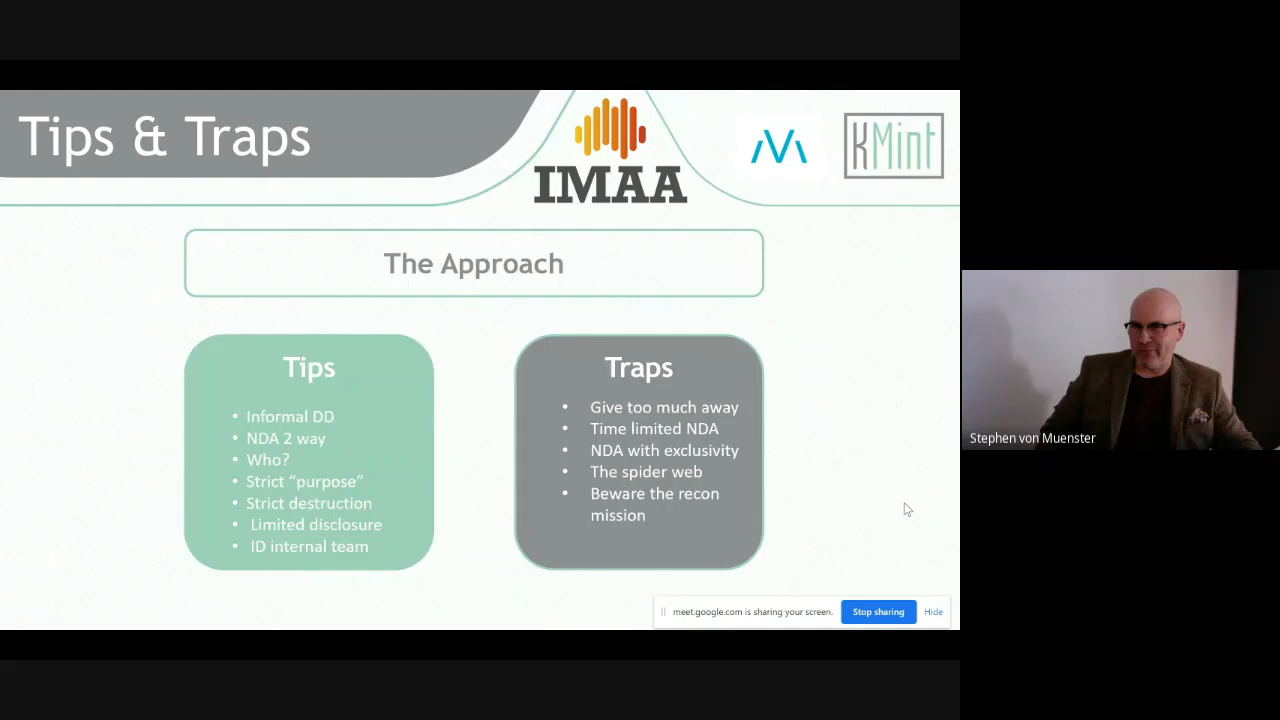 Tips & Traps
IMAA
KMint
The Approach
Tips
• Informal DD
• NDA 2 way
• Who?
• Strict “purpose”
• Strict destruction
• Limited disclosure
• ID internal team
Traps
• Give too much away
• Time limited NDA
• NDA with exclusivity
• The spider web
• Beware the recon
mission
meet.google.com is sharing your screen.
Stop sharing
Hide
Stephen von Muenster